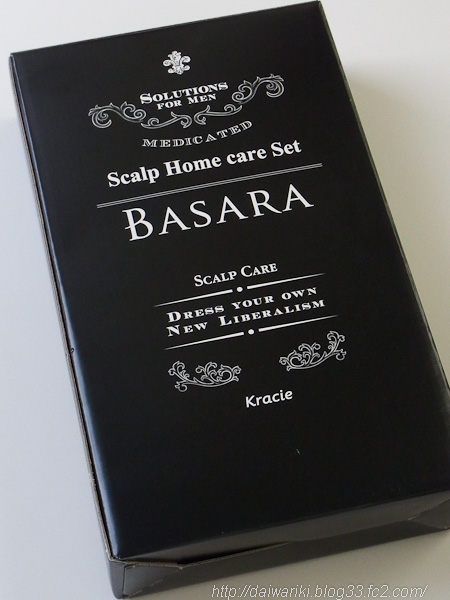 SOLUTIONS
FOR MEN
MEDICATED
Scalp Home care Set
BASARA
SCALP CARE
DRESS YOUR OWN
NEW LIBERALISM
Kracie
http://daiwariki.blog33.fc2.com/